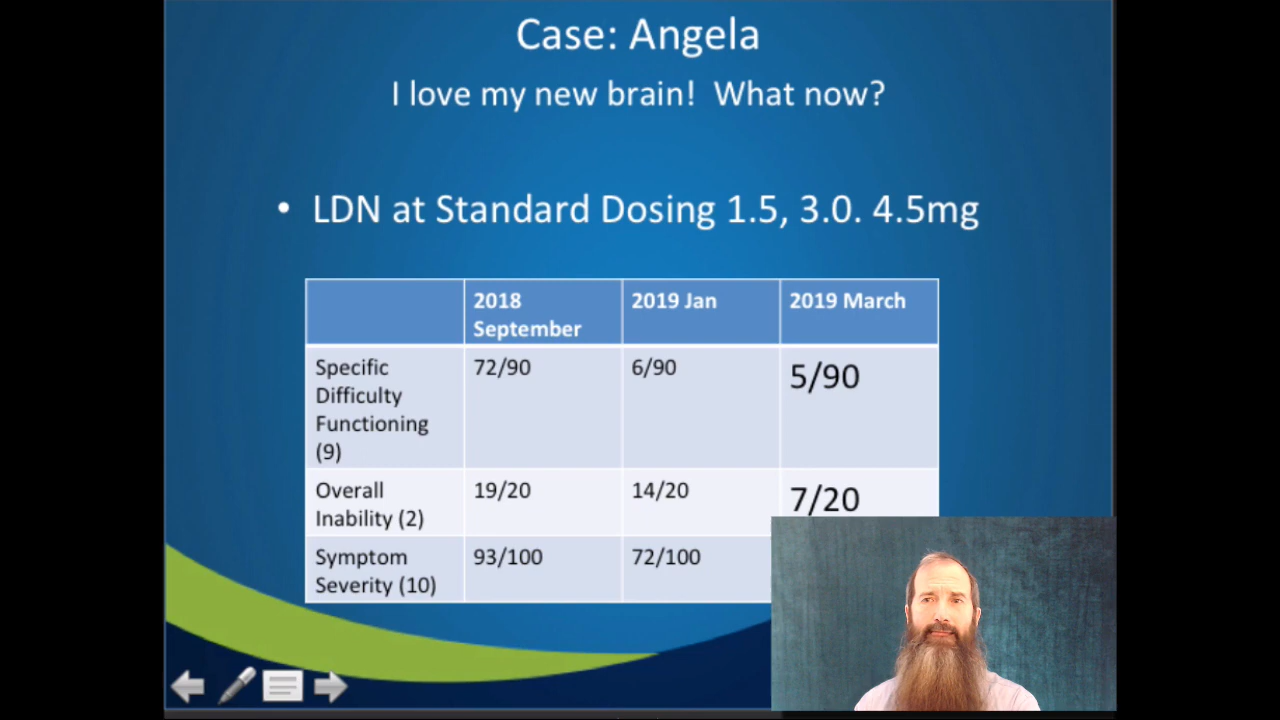 Case: Angela
I love my new brain! What now?
• LDN at Standard Dosing 1.5, 3.0. 4.5mg
2018 September
2019 Jan
2019 March
Specific Difficulty Functioning (9)
72/90
6/90
5/90
Overall Inability (2)
19/20
14/20
7/20
Symptom Severity (10)
93/100
72/100